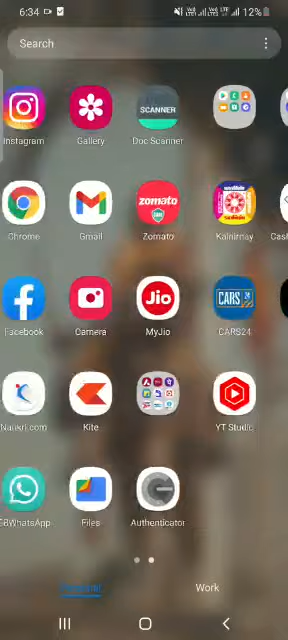 6:34
12%
Search
SCANNER
Instagram
Gallery
Doc Scanner
zomato
Chrome
Gmail
Zomato
Kalnirnay
Jio
CARS 24
Facebook
Camera
MyJio
CARS24
Naukri.com
Kite
YT Studio
GBWhatsApp
Files
Authenticator
Work